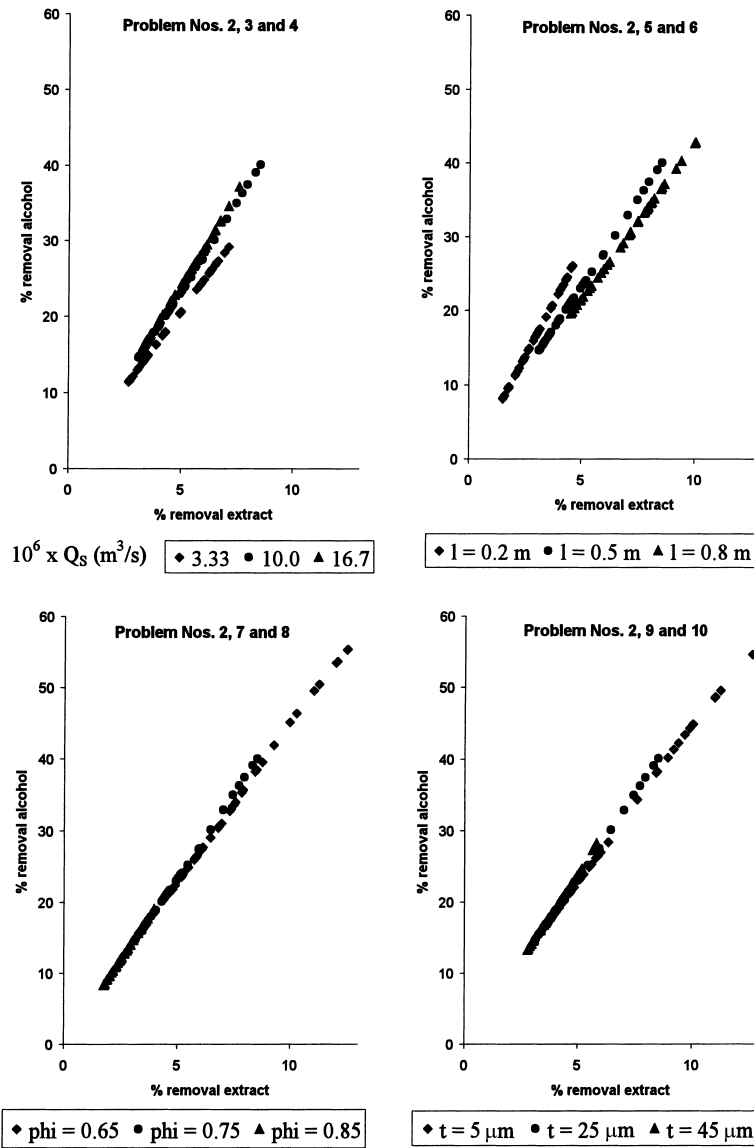 Problem Nos. 2, 3 and 4
60
50
40
30
20
10
0
% removal alcohol
0 5 10
% removal extract
10⁶ x Qs (m³/s) ◆ 3.33 ● 10.0 ▲ 16.7
Problem Nos. 2, 5 and 6
60
50
40
30
20
10
0
% removal alcohol
0 5 10
% removal extract
◆ l = 0.2 m ● l = 0.5 m ▲ l = 0.8 m
Problem Nos. 2, 7 and 8
60
50
40
30
20
10
0
% removal alcohol
0 5 10
% removal extract
◆ phi = 0.65 ● phi = 0.75 ▲ phi = 0.85
Problem Nos. 2, 9 and 10
60
50
40
30
20
10
0
% removal alcohol
0 5 10
% removal extract
◆ t = 5 μm ● t = 25 μm ▲ t = 45 μm